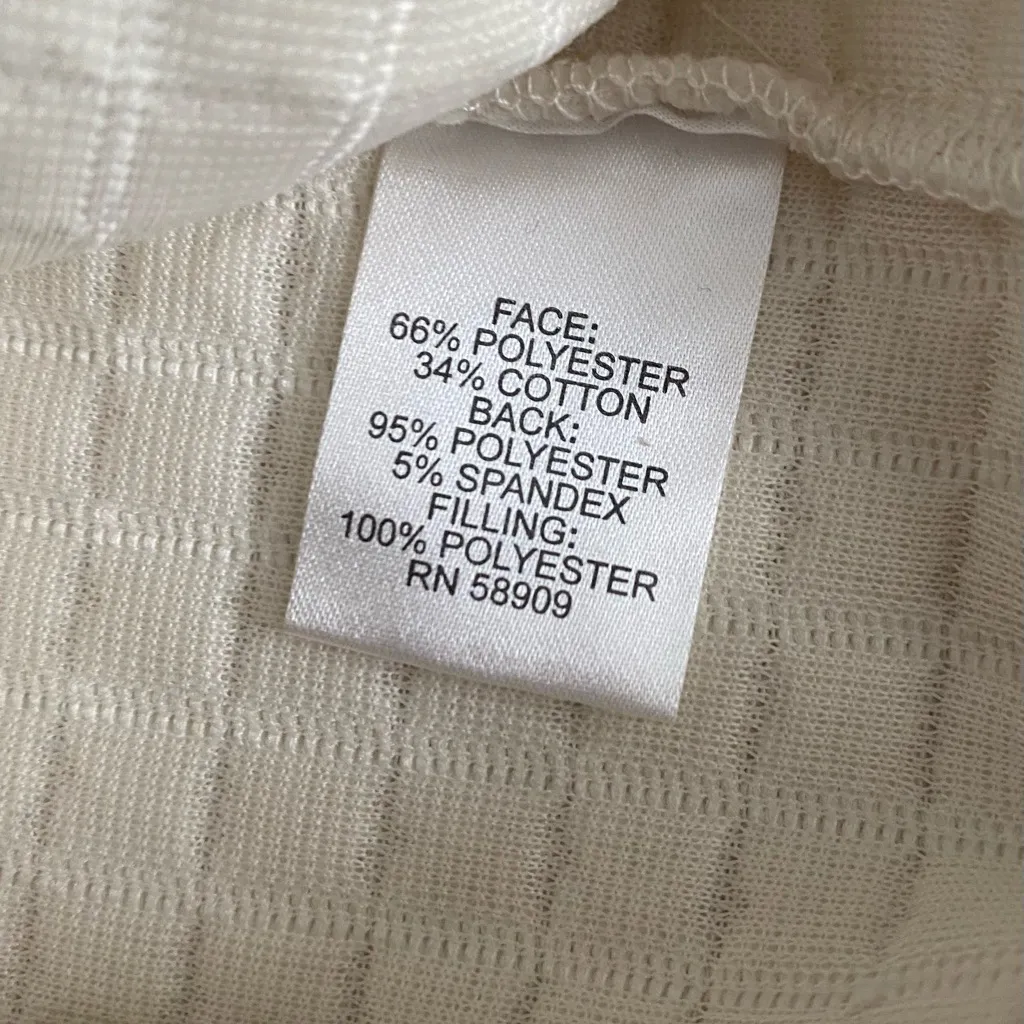 FACE:
66% POLYESTER
34% COTTON
BACK:
95% POLYESTER
5% SPANDEX
FILLING:
100% POLYESTER
RN 58909